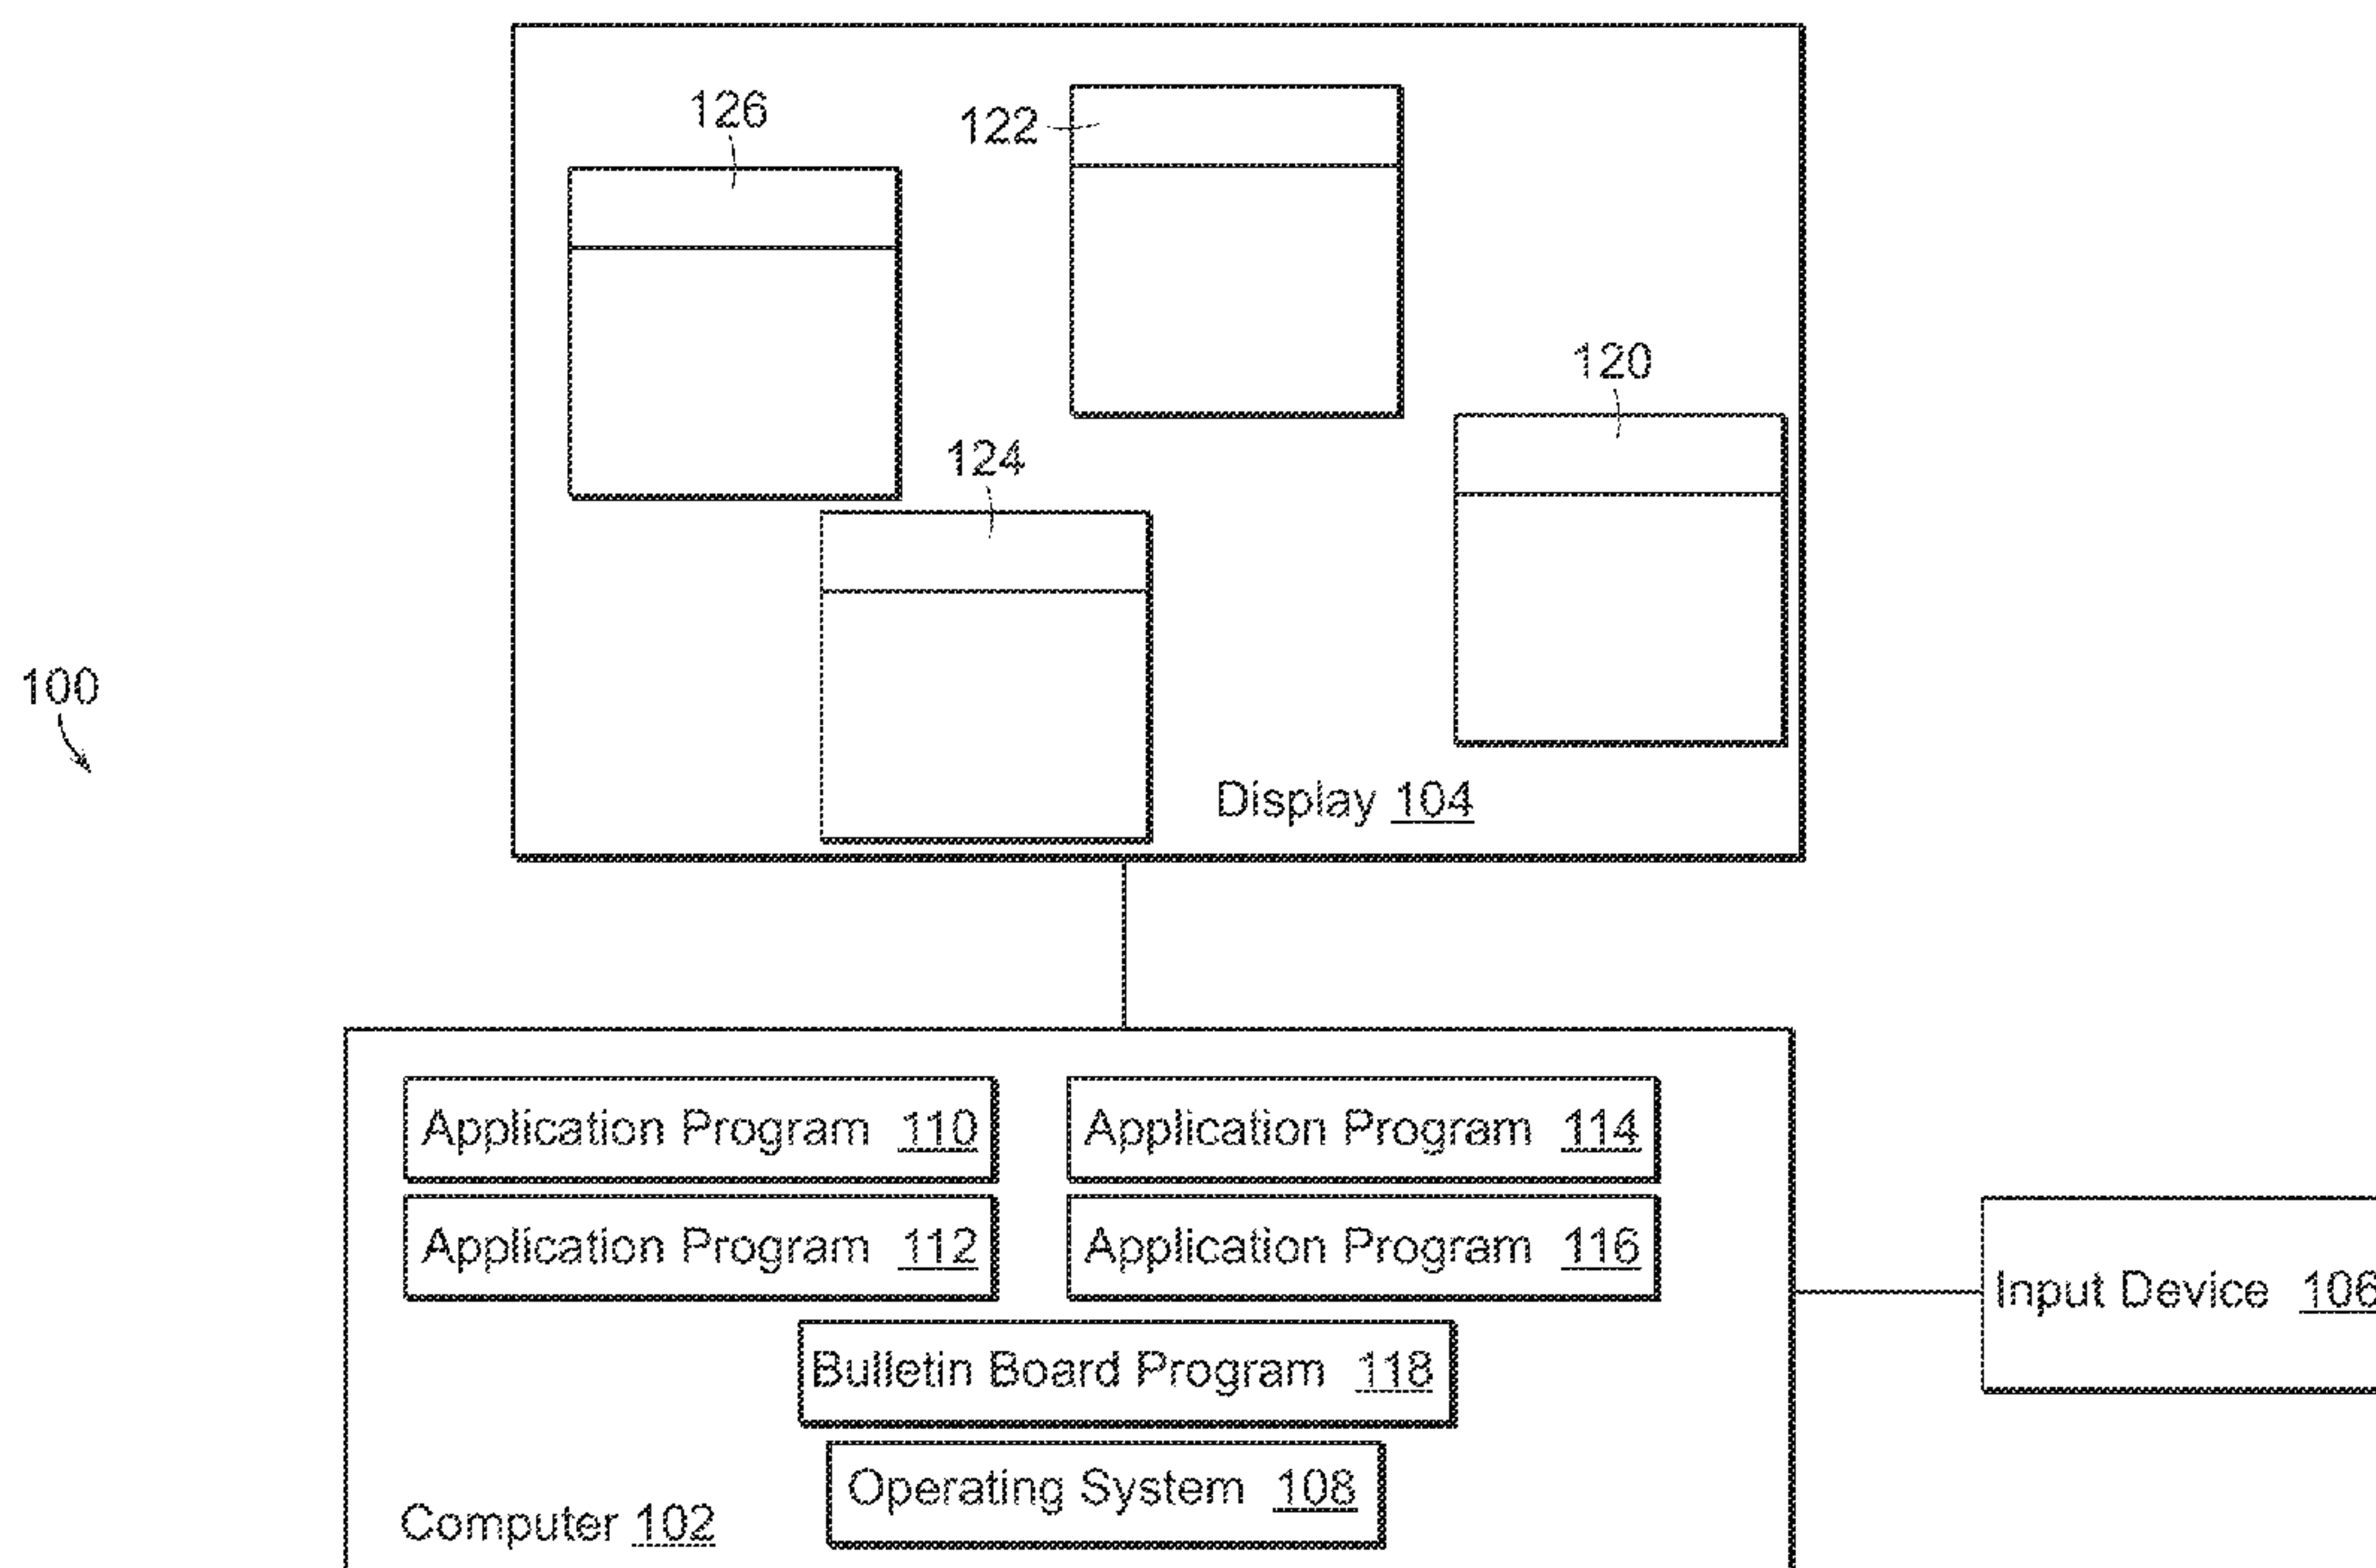 126
122
120
124
100
Display 104
Application Program 110
Application Program 114
Application Program 112
Application Program 116
Input Device 106
Bulletin Board Program 118
Operating System 108
Computer 102